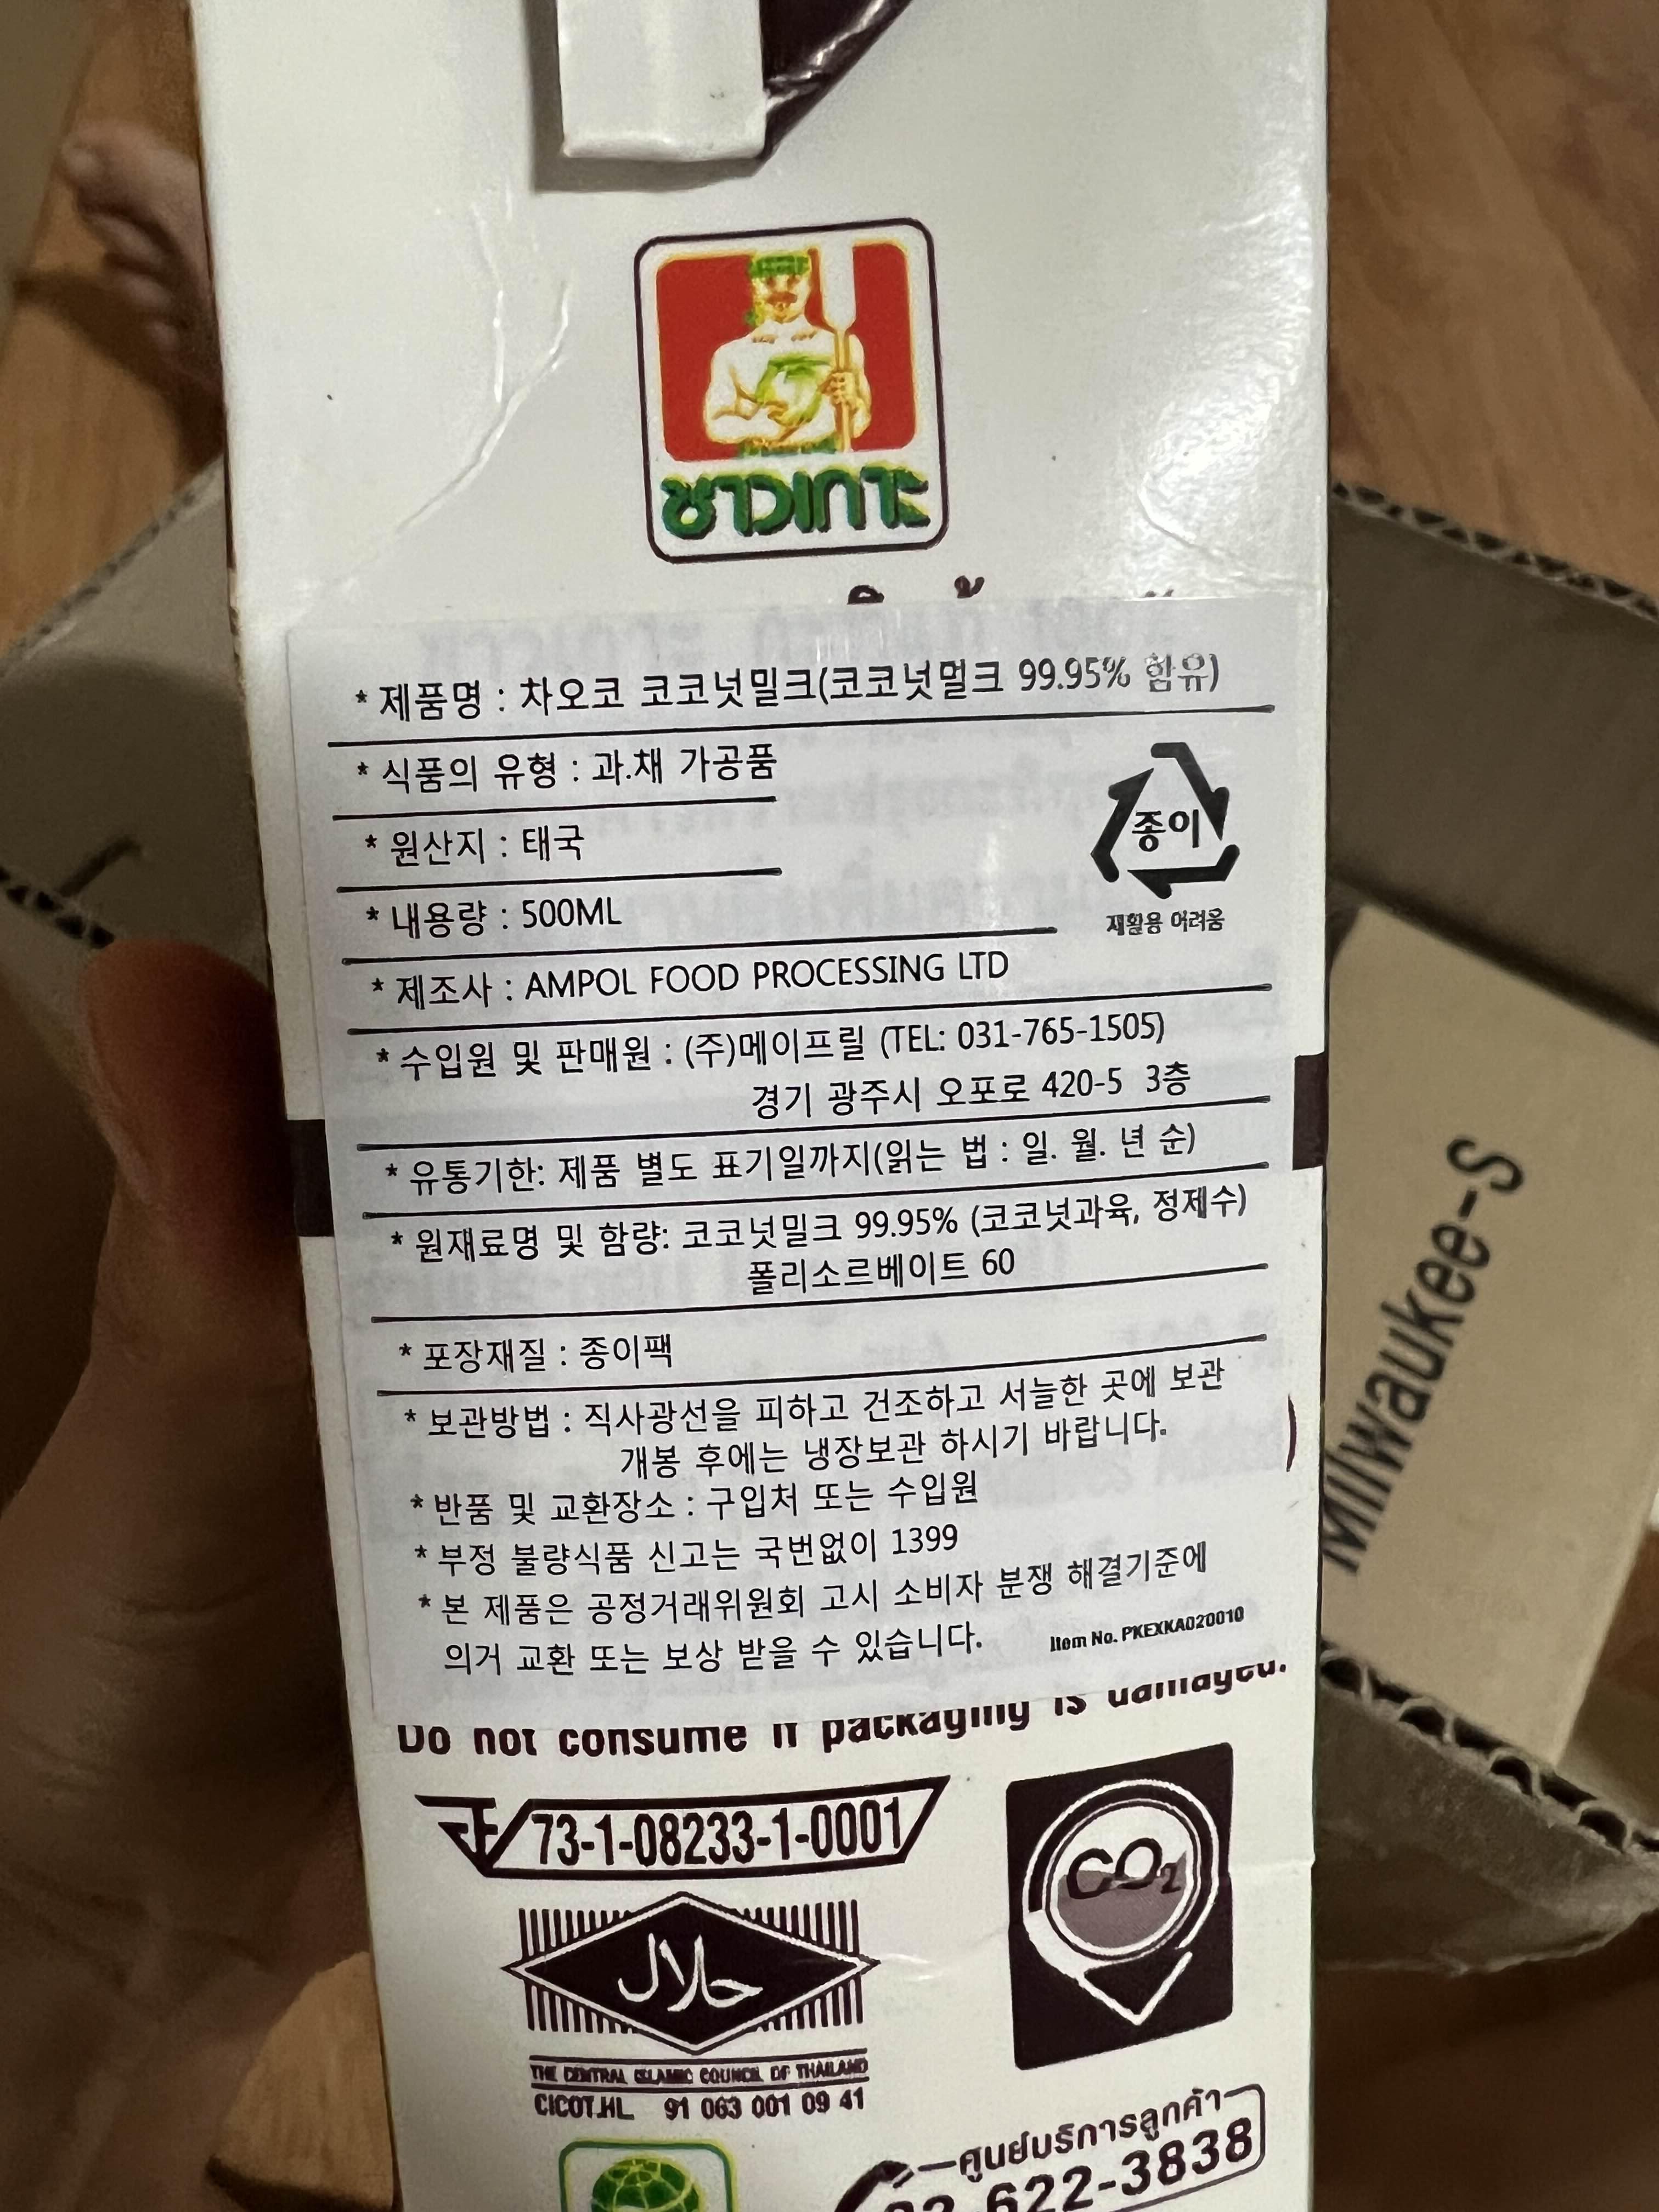 ชาวเกาะ
* 제품명 : 차오코 코코넛밀크(코코넛멀크 99.95% 함유)
* 식품의 유형 : 과.채 가공품
* 원산지 : 태국
* 내용량 : 500ML
종이
재활용 어려움
* 제조사 : AMPOL FOOD PROCESSING LTD
* 수입원 및 판매원 : (주)메이프릴 (TEL: 031-765-1505)
경기 광주시 오포로 420-5 3층
* 유통기한: 제품 별도 표기일까지(읽는 법 : 일. 월. 년 순)
* 원재료명 및 함량: 코코넛밀크 99.95% (코코넛과육, 정제수)
폴리소르베이트 60
* 포장재질 : 종이팩
* 보관방법 : 직사광선을 피하고 건조하고 서늘한 곳에 보관
개봉 후에는 냉장보관 하시기 바랍니다.
* 반품 및 교환장소 : 구입처 또는 수입원
* 부정 불량식품 신고는 국번없이 1399
* 본 제품은 공정거래위원회 고시 소비자 분쟁 해결기준에
의거 교환 또는 보상 받을 수 있습니다.
Item No. PKEXKA020010
Do not consume if packaging is damaged.
73-1-08233-1-0001
CO2
حلال
THE CENTRAL ISLAMIC COUNCIL OF THAILAND
CICOT.HL 91 063 001 09 41
ศูนย์บริการลูกค้า
622-3838
Milwaukee-S